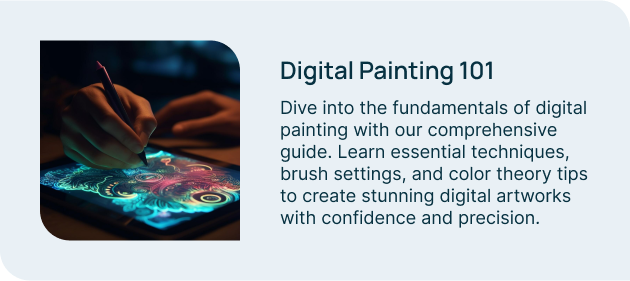 Digital Painting 101
Dive into the fundamentals of digital
painting with our comprehensive
guide. Learn essential techniques,
brush settings, and color theory tips
to create stunning digital artworks
with confidence and precision.